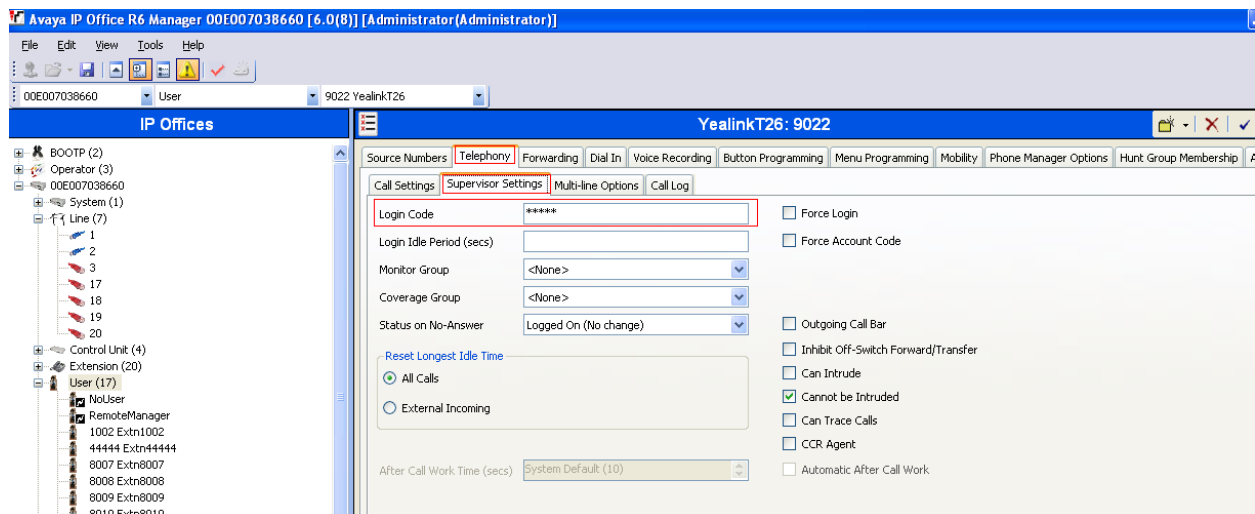 Avaya IP Office R6 Manager 00E007038660 [6.0(8)] [Administrator(Administrator)]
File Edit View Tools Help
00E007038660 User 9022 YealinkT26
IP Offices
BOOTP (2)
Operator (3)
00E007038660
System (1)
Line (7)
1
2
3
17
18
19
20
Control Unit (4)
Extension (20)
User (17)
NoUser
RemoteManager
1002 Extn1002
44444 Extn44444
8007 Extn8007
8008 Extn8008
8009 Extn8009
8010 Extn8010
YealinkT26: 9022
Source Numbers Telephony Forwarding Dial In Voice Recording Button Programming Menu Programming Mobility Phone Manager Options Hunt Group Membership
Call Settings Supervisor Settings Multi-line Options Call Log
Login Code ***** Force Login
Login Idle Period (secs) Force Account Code
Monitor Group <None>
Coverage Group <None>
Status on No-Answer Logged On (No change) Outgoing Call Bar
Reset Longest Idle Time Inhibit Off-Switch Forward/Transfer
All Calls Can Intrude
Cannot be Intruded
External Incoming
Can Trace Calls
CCR Agent
After Call Work Time (secs) System Default (10) Automatic After Call Work